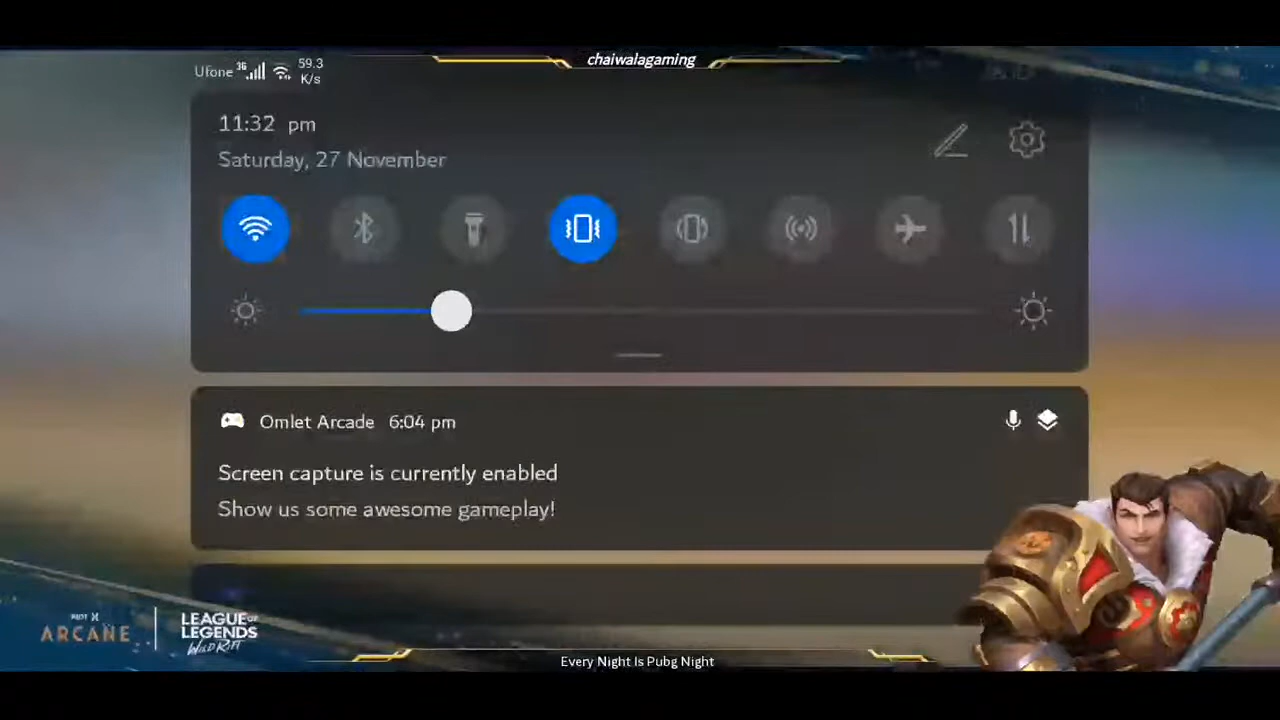 chaiwalagaming
Ufone 3G 59.3 K/s
11:32 pm
Saturday, 27 November
Omlet Arcade 6:04 pm
Screen capture is currently enabled
Show us some awesome gameplay!
ARCANE
LEAGUE OF
LEGENDS
WILD RIFT
Every Night Is Pubg Night